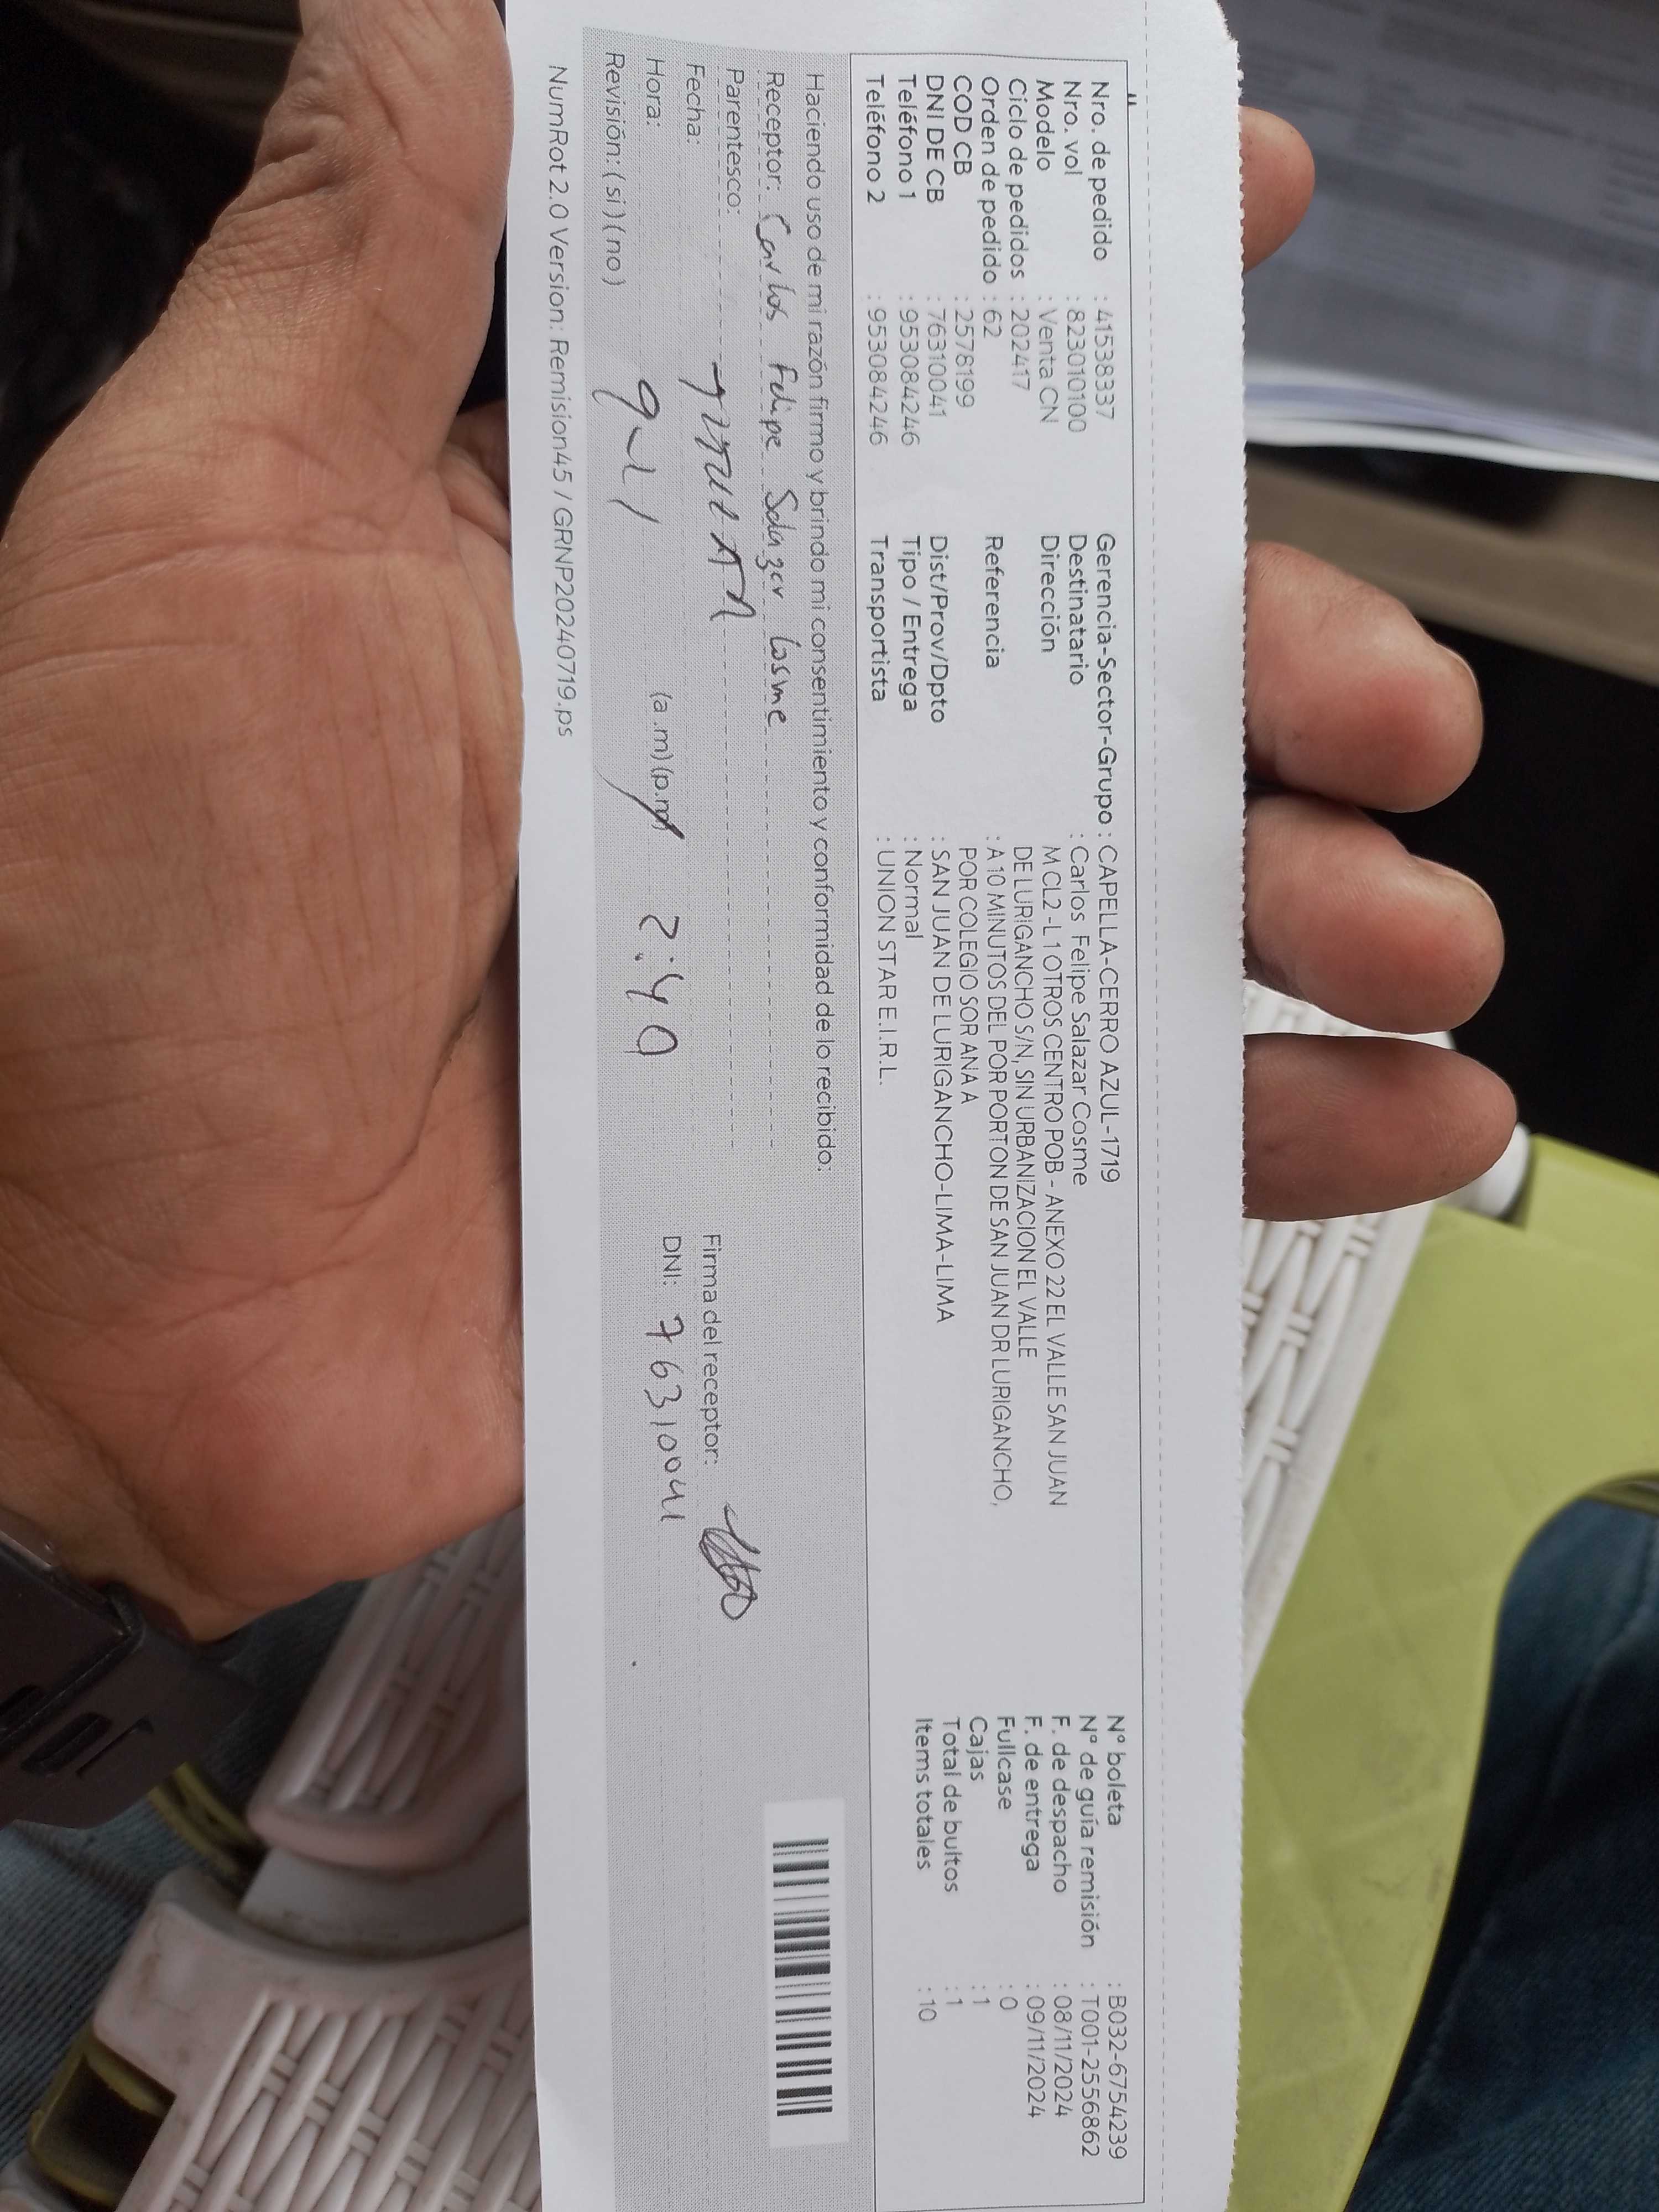 Nro. de pedido : 41538337
Nro. vol : 823010100
Modelo : Venta CN
Ciclo de pedidos : 202417
Orden de pedido : 62
COD CB : 2578199
DNI DE CB : 76310041
Teléfono 1 : 953084246
Teléfono 2 : 953084246
Gerencia-Sector-Grupo : CAPELLA-CERRO AZUL-1719
Destinatario : Carlos Felipe Salazar Cosme
Dirección M CL2 - L 1 OTROS CENTRO POB - ANEXO 22 EL VALLE SAN JUAN
DE LURIGANCHO S/N, SIN URBANIZACION EL VALLE
Referencia : A 10 MINUTOS DEL POR PORTON DE SAN JUAN DR LURIGANCHO,
POR COLEGIO SOR ANA A
Dist/Prov/Dpto : SAN JUAN DE LURIGANCHO-LIMA-LIMA
Tipo / Entrega : Normal
Transportista : UNION STAR E.I.R.L.
N° boleta : B032-6754239
N° de guía remisión : T001-2556862
F. de despacho : 08/11/2024
F. de entrega : 09/11/2024
Fullcase : 0
Cajas : 1
Total de bultos : 1
Items totales : 10
Haciendo uso de mi razón firmo y brindo mi consentimiento y conformidad de lo recibido:
Receptor: Carlos Felipe Salazar Cosme
Parentesco:
Fecha:
Hora: (a.m) (p.m) 2:40
Revisión: ( si ) ( no )
Firma del receptor:
DNI: 76310041
NumRot 2.0 Version: Remision45 / GRNP20240719.ps